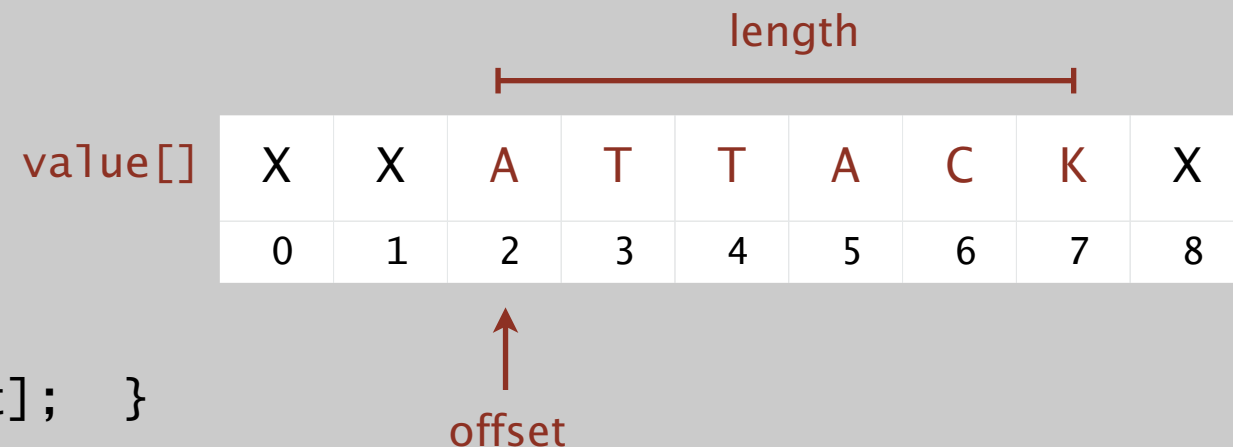 length
value[] X X A T T A C K X
0 1 2 3 4 5 6 7 8
]; }
offset